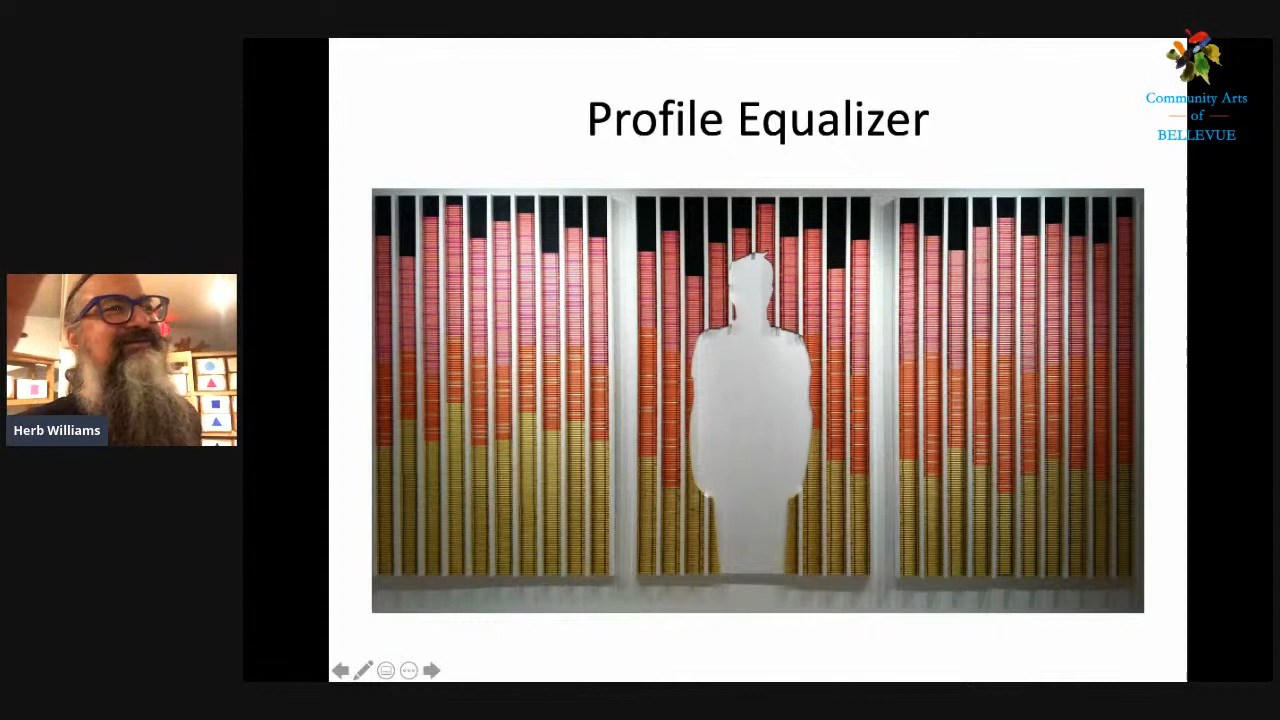 Profile Equalizer
Community Arts
of
BELLEVUE
Herb Williams